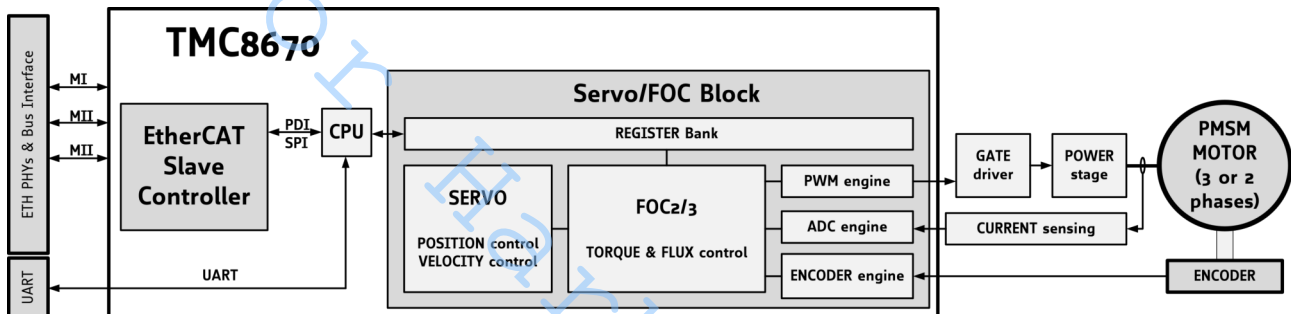 TMC8670
ETH PHYs & Bus Interface
MI
MII
MII
EtherCAT
Slave
Controller
PDI
SPI
CPU
UART
UART
Servo/FOC Block
REGISTER Bank
SERVO
POSITION control
VELOCITY control
FOC2/3
TORQUE & FLUX control
PWM engine
ADC engine
ENCODER engine
GATE
driver
POWER
stage
CURRENT sensing
PMSM
MOTOR
(3 or 2
phases)
ENCODER